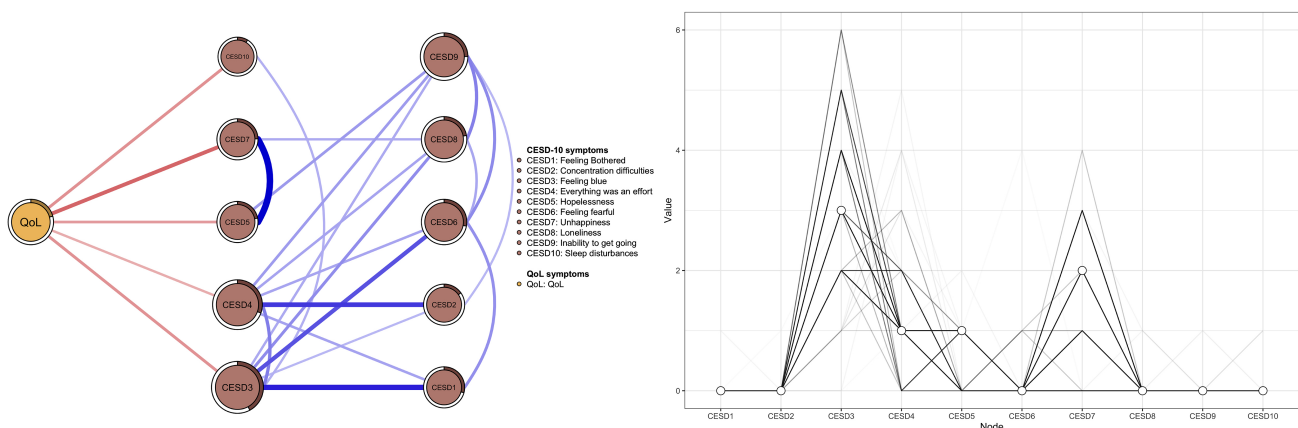 QoL
CESD10
CESD7
CESD5
CESD4
CESD3
CESD9
CESD8
CESD6
CESD2
CESD1
CESD-10 symptoms
CESD1: Feeling Bothered
CESD2: Concentration difficulties
CESD3: Feeling blue
CESD4: Everything was an effort
CESD5: Hopelessness
CESD6: Feeling fearful
CESD7: Unhappiness
CESD8: Loneliness
CESD9: Inability to get going
CESD10: Sleep disturbances
QoL symptoms
QoL: QoL
Value
6
4
2
0
CESD1 CESD2 CESD3 CESD4 CESD5 CESD6 CESD7 CESD8 CESD9 CESD10
Node